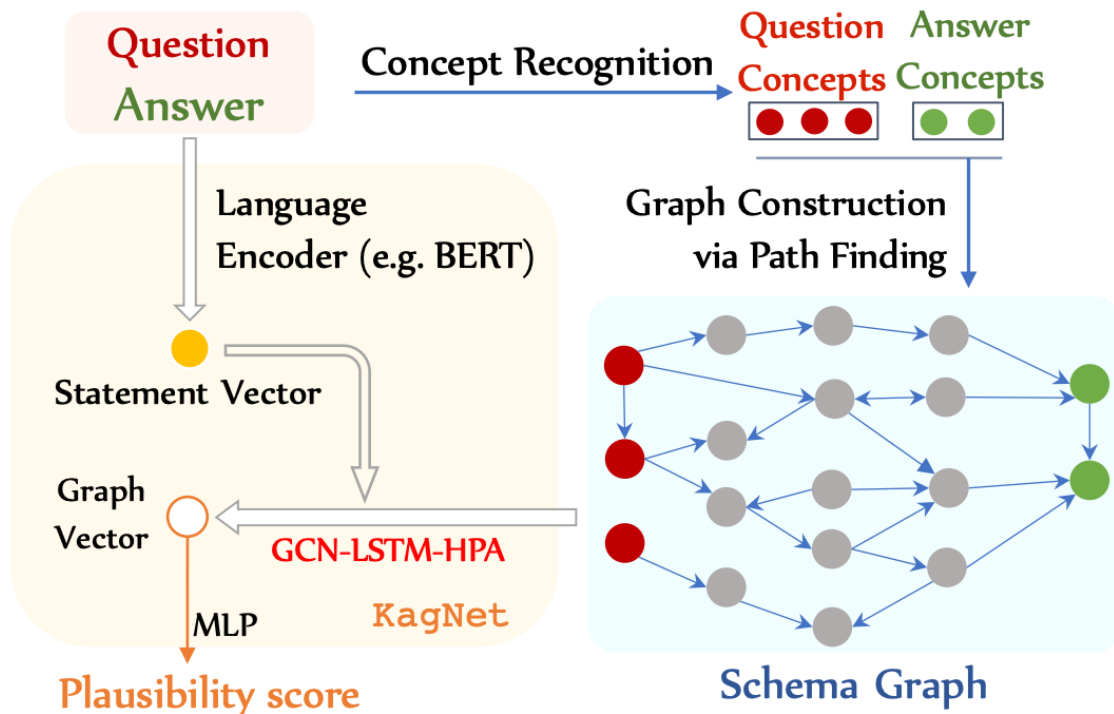 Question
Answer
Concept Recognition
Question
Concepts
Answer
Concepts
Language
Encoder (e.g. BERT)
Graph Construction
via Path Finding
Statement Vector
Graph
Vector
GCN-LSTM-HPA
KagNet
MLP
Plausibility score
Schema Graph